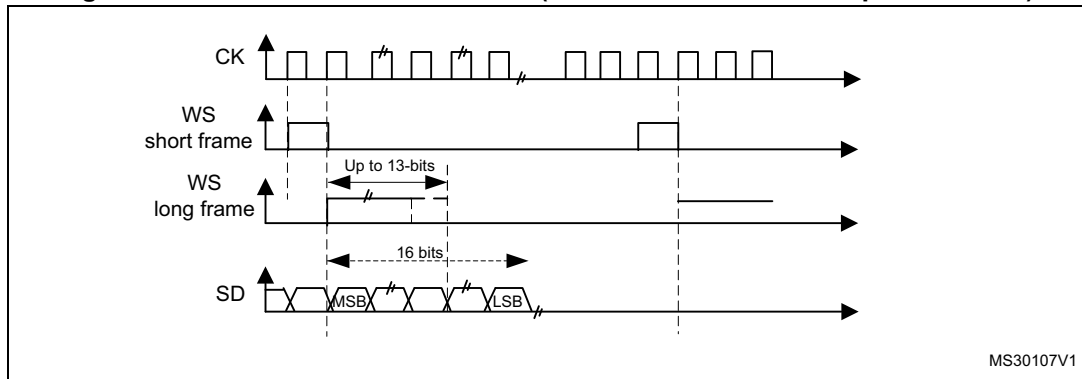 CK
WS
short frame
Up to 13-bits
WS
long frame
16 bits
SD
MSB
LSB
MS30107V1